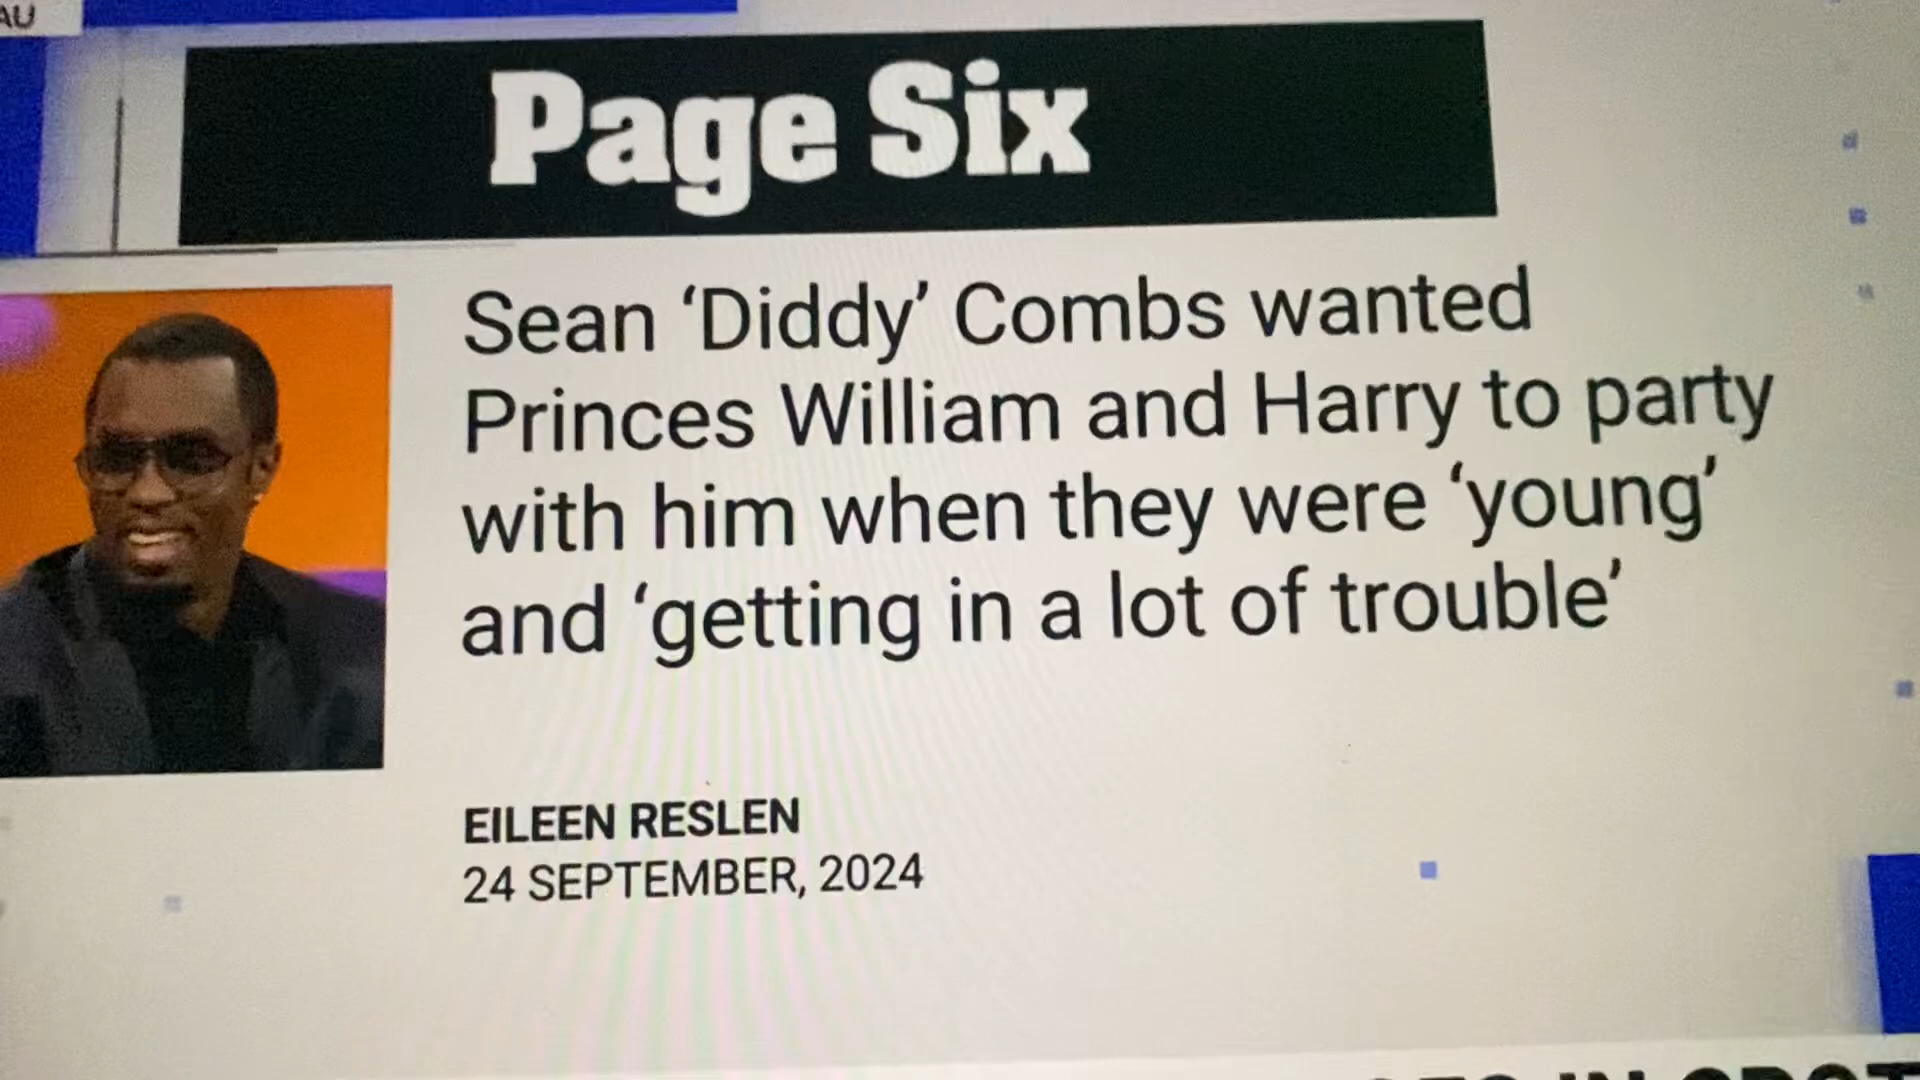 AU
Page Six
Sean ‘Diddy’ Combs wanted
Princes William and Harry to party
with him when they were ‘young’
and ‘getting in a lot of trouble’
EILEEN RESLEN
24 SEPTEMBER, 2024